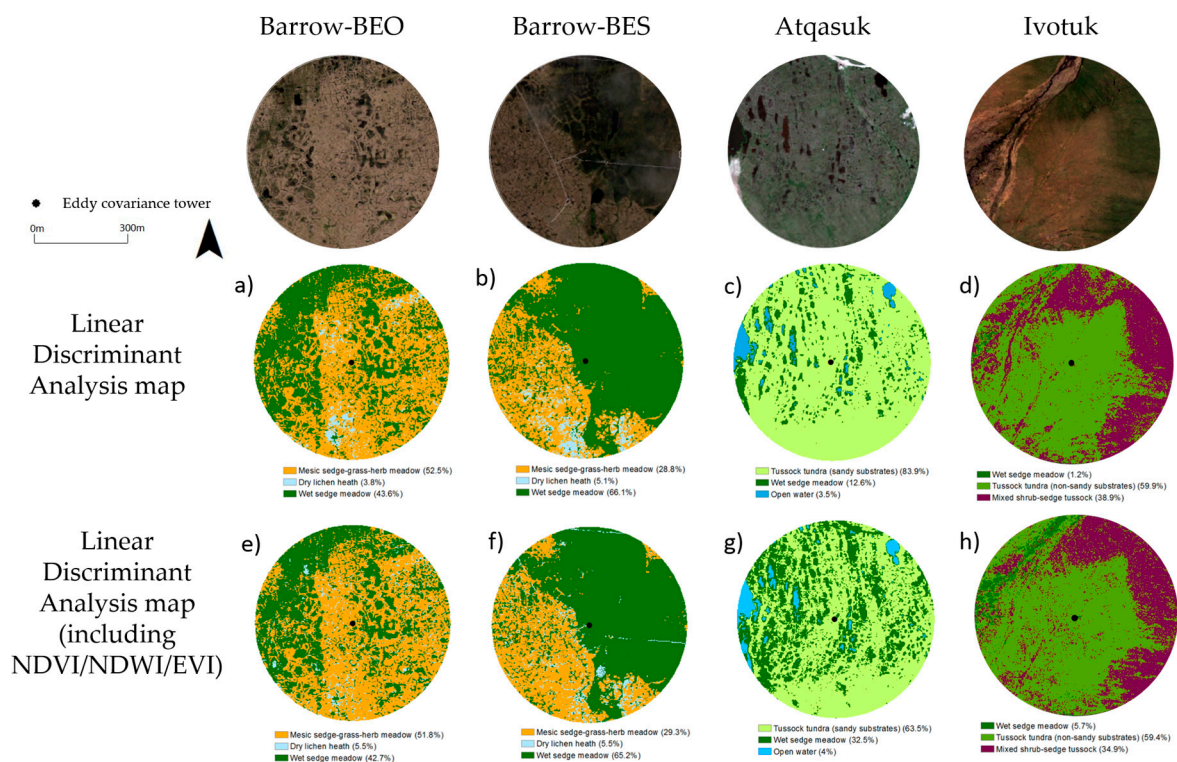 Barrow-BEO
Barrow-BES
Atqasuk
Ivotuk
Eddy covariance tower
0m
300m
Linear
Discriminant
Analysis map
a)
b)
c)
d)
Mesic sedge-grass-herb meadow (52.5%)
Dry lichen heath (3.8%)
Wet sedge meadow (43.6%)
Mesic sedge-grass-herb meadow (28.8%)
Dry lichen heath (5.1%)
Wet sedge meadow (66.1%)
Tussock tundra (sandy substrates) (83.9%)
Wet sedge meadow (12.6%)
Open water (3.5%)
Wet sedge meadow (1.2%)
Tussock tundra (non-sandy substrates) (59.9%)
Mixed shrub-sedge tussock (38.9%)
Linear
Discriminant
Analysis map
(including
NDVI/NDWI/EVI)
e)
f)
g)
h)
Mesic sedge-grass-herb meadow (51.8%)
Dry lichen heath (5.5%)
Wet sedge meadow (42.7%)
Mesic sedge-grass-herb meadow (29.3%)
Dry lichen heath (5.5%)
Wet sedge meadow (65.2%)
Tussock tundra (sandy substrates) (63.5%)
Wet sedge meadow (32.5%)
Open water (4%)
Wet sedge meadow (5.7%)
Tussock tundra (non-sandy substrates) (59.4%)
Mixed shrub-sedge tussock (34.9%)